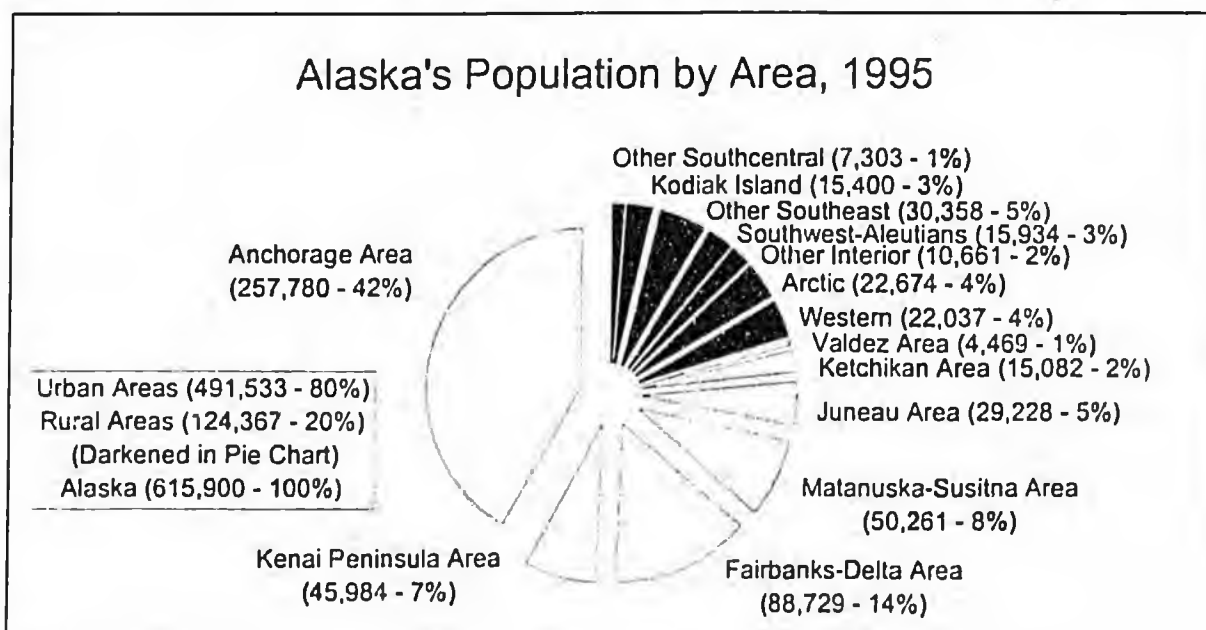 Alaska's Population by Area, 1995
Other Southcentral (7,303 - 1%)
Kodiak Island (15,400 - 3%)
Other Southeast (30,358 - 5%)
Southwest-Aleutians (15,934 - 3%)
Other Interior (10,661 - 2%)
Arctic (22,674 - 4%)
Western (22,037 - 4%)
Valdez Area (4,469 - 1%)
Ketchikan Area (15,082 - 2%)
Juneau Area (29,228 - 5%)
Matanuska-Susitna Area
(50,261 - 8%)
Fairbanks-Delta Area
(88,729 - 14%)
Kenai Peninsula Area
(45,984 - 7%)
Anchorage Area
(257,780 - 42%)
Urban Areas (491,533 - 80%)
Rural Areas (124,367 - 20%)
(Darkened in Pie Chart)
Alaska (615,900 - 100%)